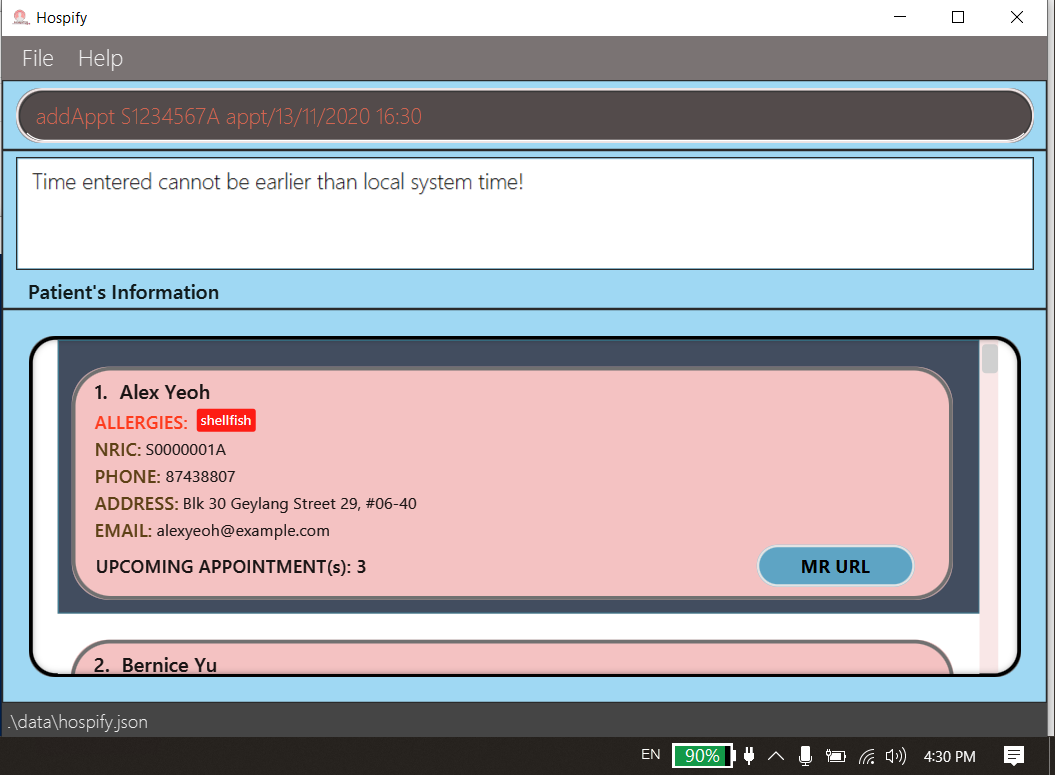 Hospify
File Help
addAppt S1234567A appt/13/11/2020 16:30
Time entered cannot be earlier than local system time!
Patient's Information
1. Alex Yeoh
ALLERGIES: shellfish
NRIC: S0000001A
PHONE: 87438807
ADDRESS: Blk 30 Geylang Street 29, #06-40
EMAIL: alexyeoh@example.com
UPCOMING APPOINTMENT(s): 3
MR URL
2. Bernice Yu
.\data\hospify.json
EN 90% 4:30 PM